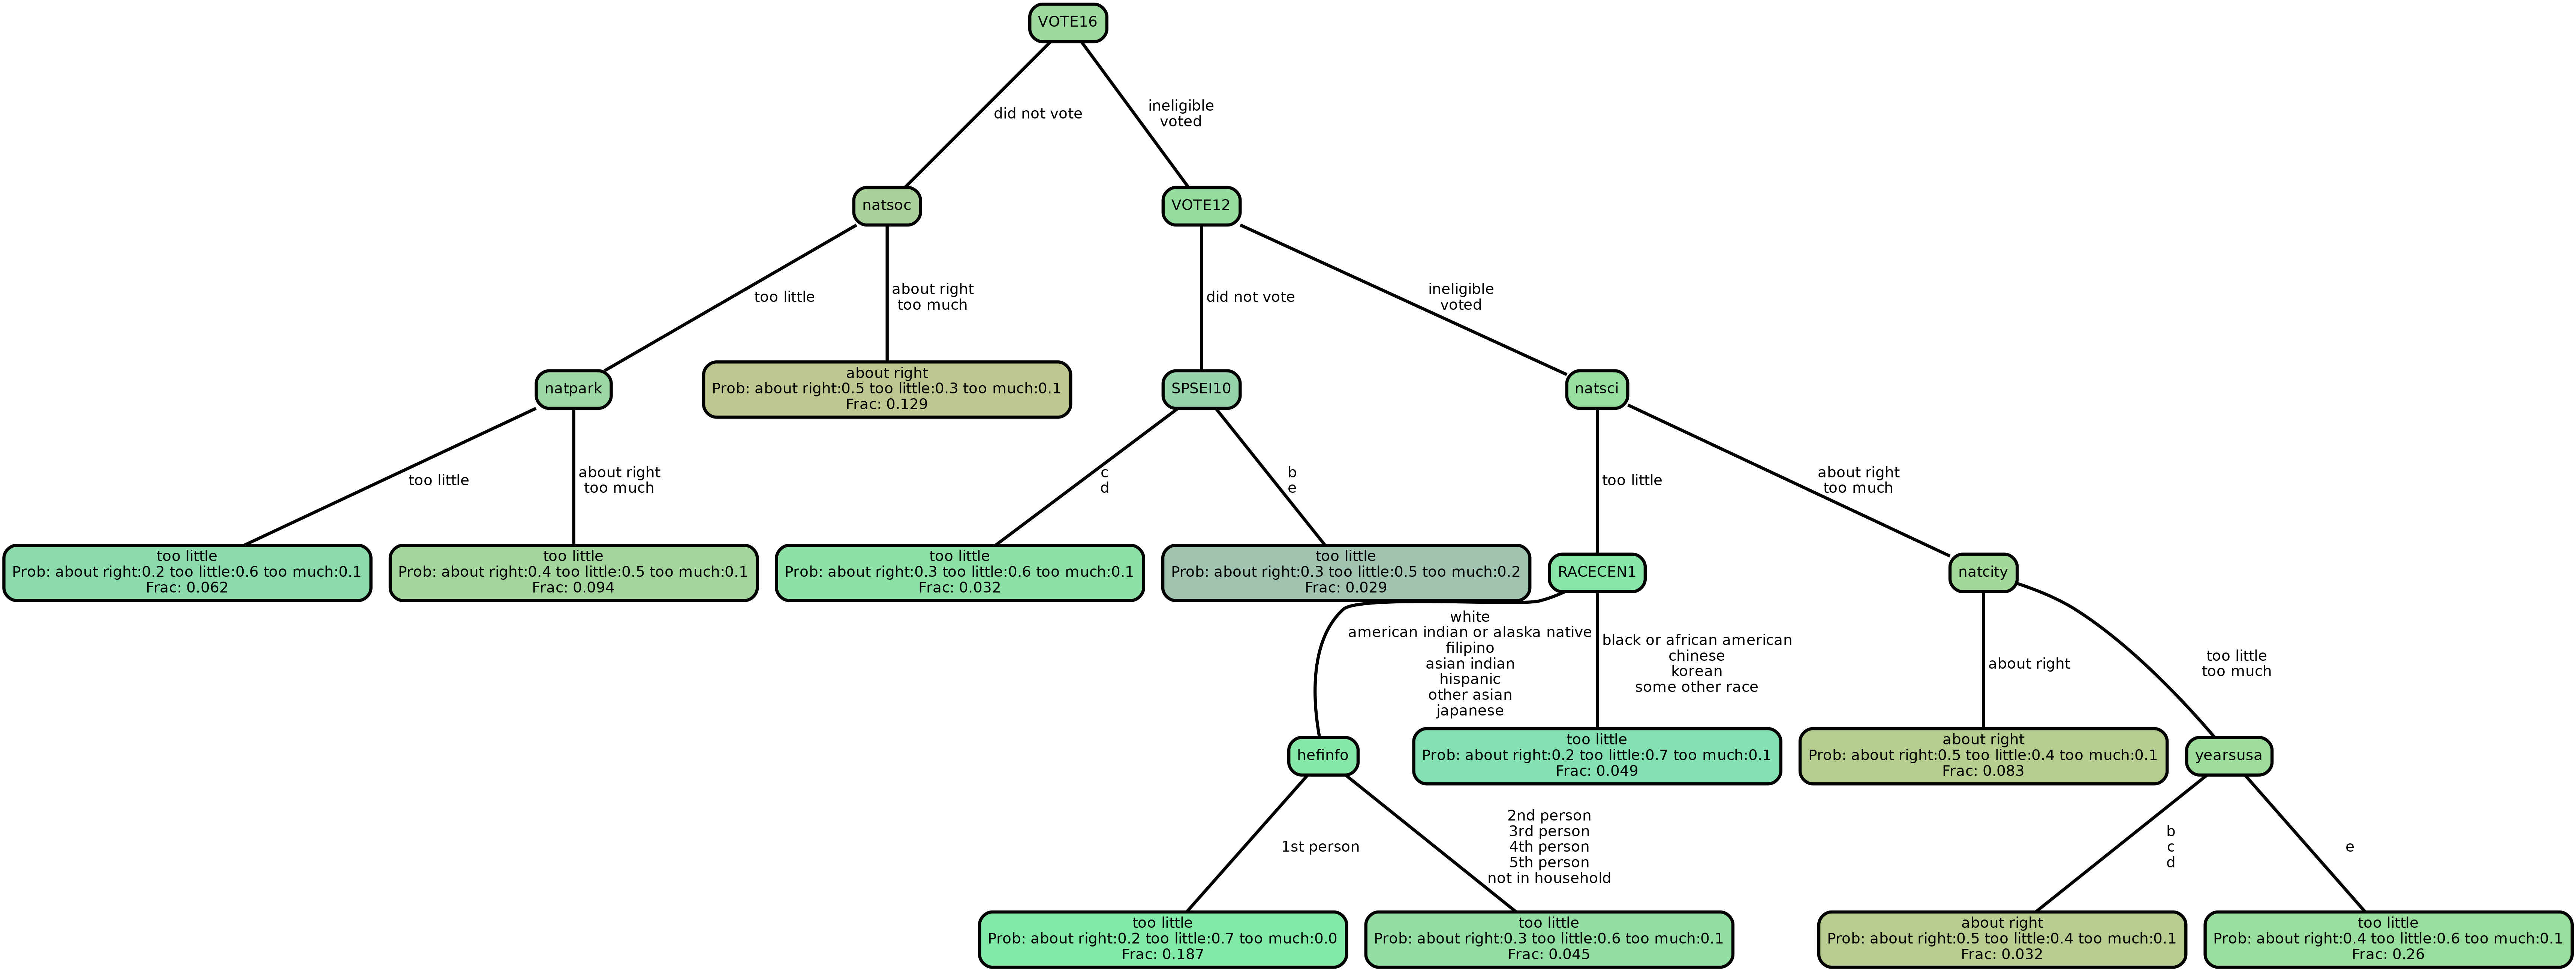 VOTE16
did not vote
ineligible
voted
natsoc
VOTE12
too little
about right
too much
did not vote
ineligible
voted
natpark
about right
Prob: about right:0.5 too little:0.3 too much:0.1
Frac: 0.129
SPSEI10
natsci
too little
about right
too much
c
d
b
e
too little
about right
too much
too little
Prob: about right:0.2 too little:0.6 too much:0.1
Frac: 0.062
too little
Prob: about right:0.4 too little:0.5 too much:0.1
Frac: 0.094
too little
Prob: about right:0.3 too little:0.6 too much:0.1
Frac: 0.032
too little
Prob: about right:0.3 too little:0.5 too much:0.2
Frac: 0.029
RACECEN1
natcity
white
american indian or alaska native
filipino
asian indian
hispanic
other asian
japanese
black or african american
chinese
korean
some other race
about right
too little
too much
hefinfo
too little
Prob: about right:0.2 too little:0.7 too much:0.1
Frac: 0.049
about right
Prob: about right:0.5 too little:0.4 too much:0.1
Frac: 0.083
yearsusa
1st person
2nd person
3rd person
4th person
5th person
not in household
b
c
d
e
too little
Prob: about right:0.2 too little:0.7 too much:0.0
Frac: 0.187
too little
Prob: about right:0.3 too little:0.6 too much:0.1
Frac: 0.045
about right
Prob: about right:0.5 too little:0.4 too much:0.1
Frac: 0.032
too little
Prob: about right:0.4 too little:0.6 too much:0.1
Frac: 0.26